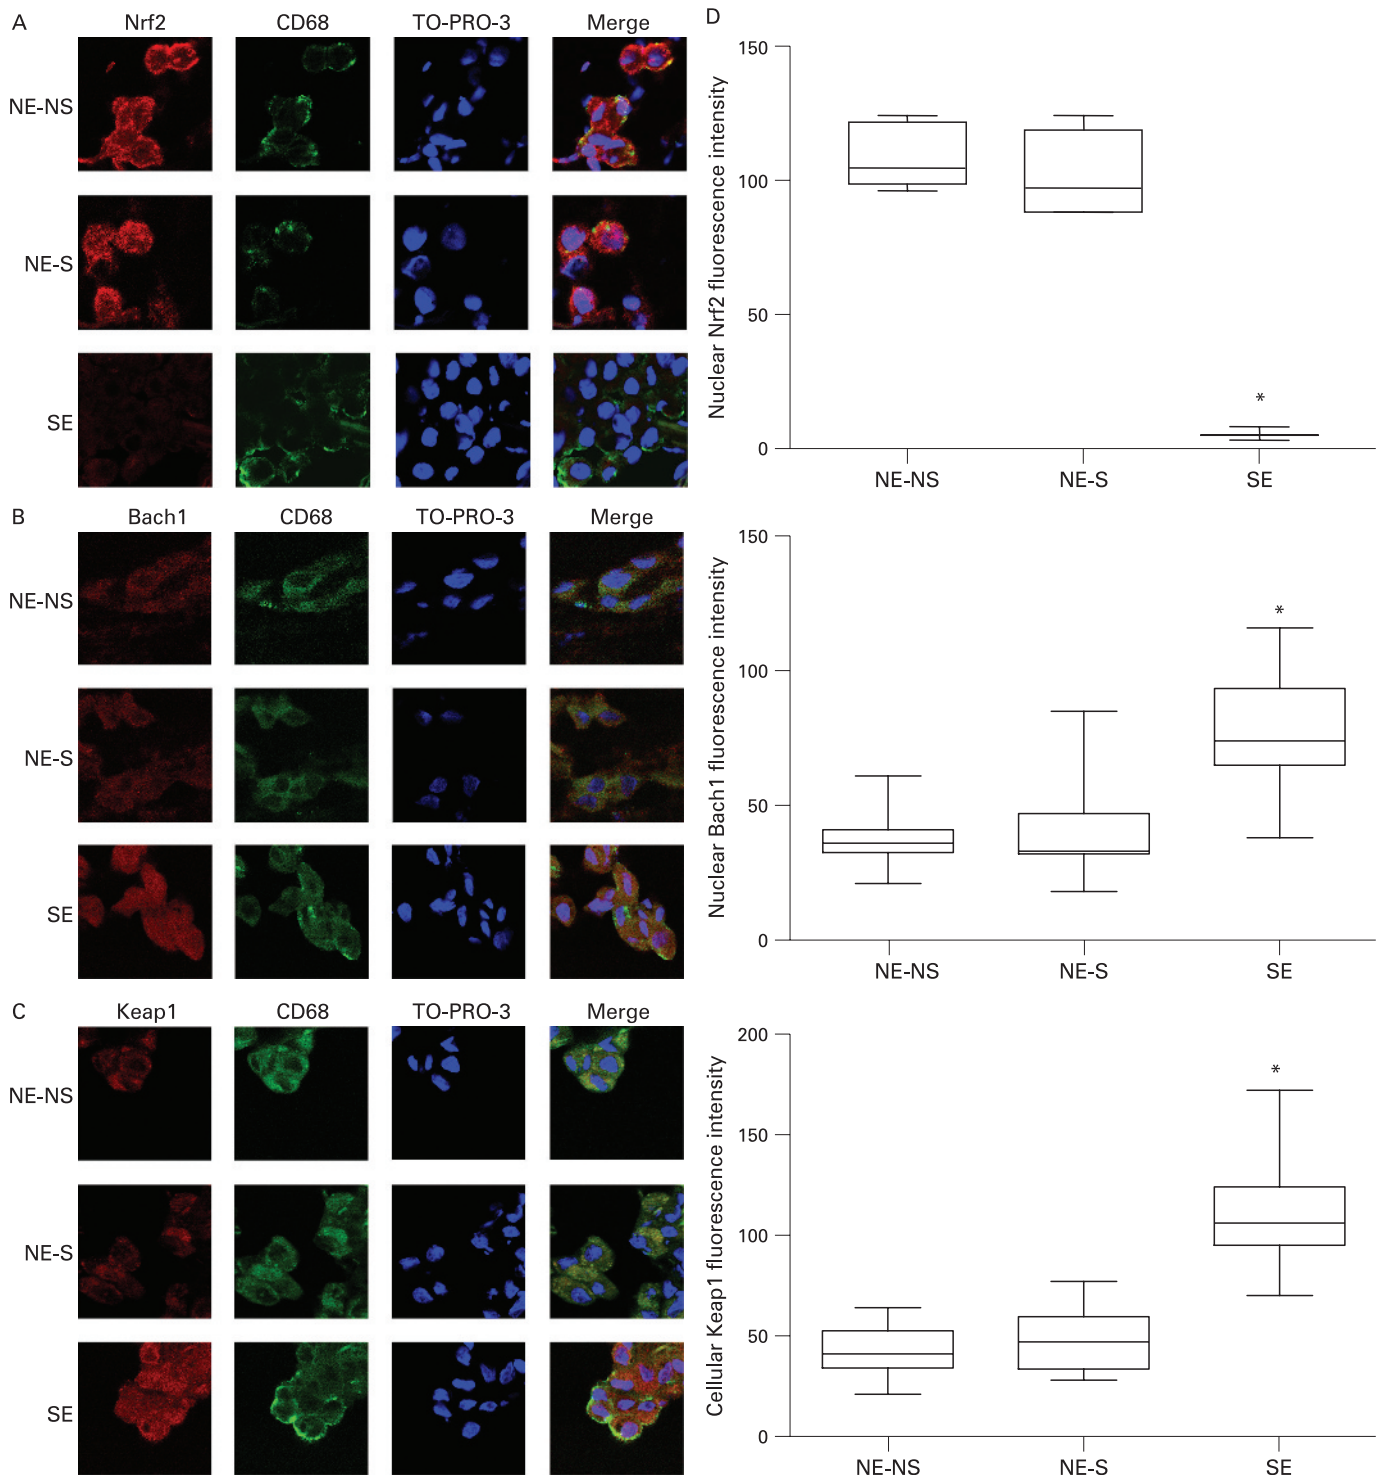 A
Nrf2 CD68 TO-PRO-3 Merge
NE-NS
NE-S
SE
B
Bach1 CD68 TO-PRO-3 Merge
NE-NS
NE-S
SE
C
Keap1 CD68 TO-PRO-3 Merge
NE-NS
NE-S
SE
D
Nuclear Nrf2 fluorescence intensity
150
100
50
0
*
NE-NS NE-S SE
Nuclear Bach1 fluorescence intensity
150
100
50
0
*
NE-NS NE-S SE
Cellular Keap1 fluorescence intensity
200
150
100
50
0
*
NE-NS NE-S SE